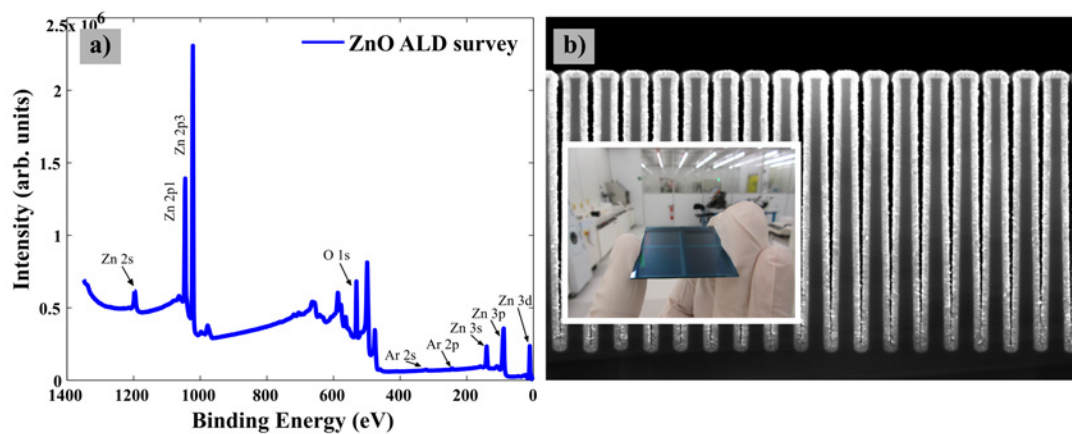 2.5x 10⁶
a)
ZnO ALD survey
b)
2
1.5
1
0.5
0
Intensity (arb. units)
Zn 2p3
Zn 2p1
Zn 2s
O 1s
Zn 3d
Zn 3p
Zn 3s
Ar 2p
Ar 2s
1400 1200 1000 800 600 400 200 0
Binding Energy (eV)